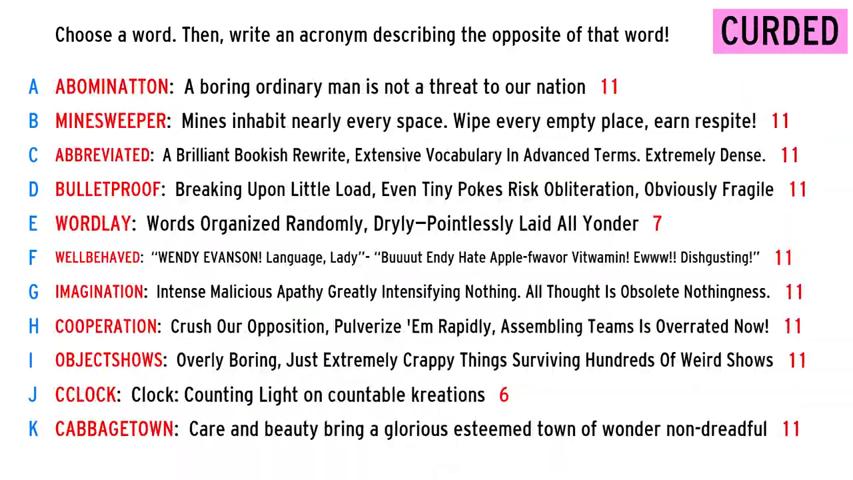 Choose a word. Then, write an acronym describing the opposite of that word!
CURDED
A ABOMINATTON: A boring ordinary man is not a threat to our nation 11
B MINESWEEPER: Mines inhabit nearly every space. Wipe every empty place, earn respite! 11
C ABBREVIATED: A Brilliant Bookish Rewrite, Extensive Vocabulary In Advanced Terms. Extremely Dense. 11
D BULLETPROOF: Breaking Upon Little Load, Even Tiny Pokes Risk Obliteration, Obviously Fragile 11
E WORDLAY: Words Organized Randomly, Dryly—Pointlessly Laid All Yonder 7
F WELLBEHAVED: “WENDY EVANSON! Language, Lady”- “Buuuut Endy Hate Apple-fwavor Vitwamin! Ewww!! Dishgusting!” 11
G IMAGINATION: Intense Malicious Apathy Greatly Intensifying Nothing. All Thought Is Obsolete Nothingness. 11
H COOPERATION: Crush Our Opposition, Pulverize 'Em Rapidly, Assembling Teams Is Overrated Now! 11
I OBJECTSHOWS: Overly Boring, Just Extremely Crappy Things Surviving Hundreds Of Weird Shows 11
J CCLOCK: Clock: Counting Light on countable kreations 6
K CABBAGETOWN: Care and beauty bring a glorious esteemed town of wonder non-dreadful 11